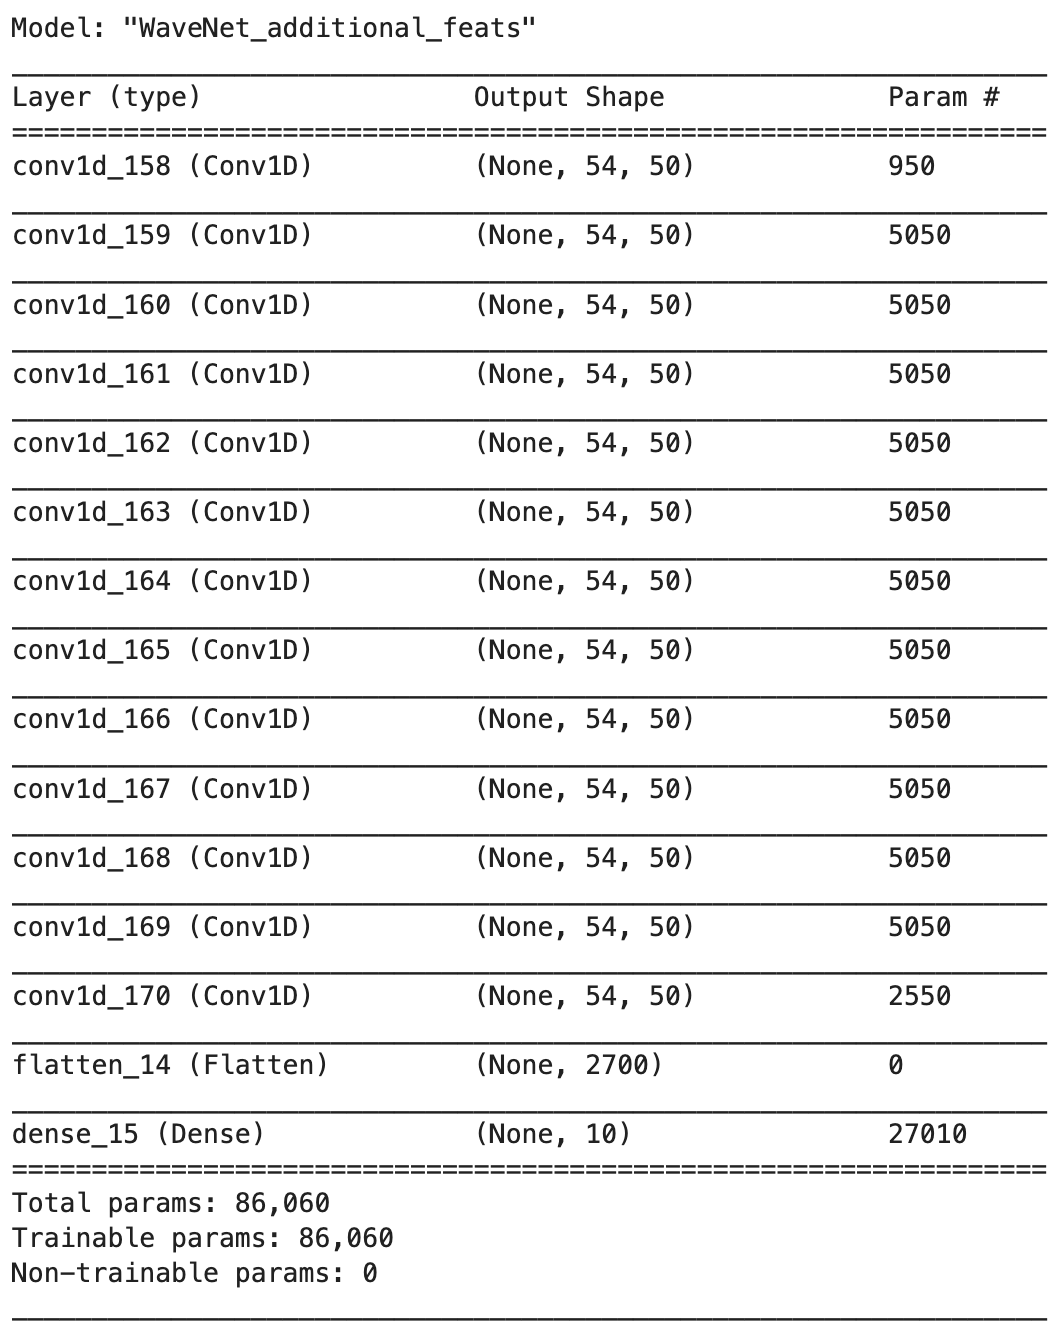 Model: "WaveNet_additional_feats"
Layer (type) Output Shape Param #
conv1d_158 (Conv1D) (None, 54, 50) 950
conv1d_159 (Conv1D) (None, 54, 50) 5050
conv1d_160 (Conv1D) (None, 54, 50) 5050
conv1d_161 (Conv1D) (None, 54, 50) 5050
conv1d_162 (Conv1D) (None, 54, 50) 5050
conv1d_163 (Conv1D) (None, 54, 50) 5050
conv1d_164 (Conv1D) (None, 54, 50) 5050
conv1d_165 (Conv1D) (None, 54, 50) 5050
conv1d_166 (Conv1D) (None, 54, 50) 5050
conv1d_167 (Conv1D) (None, 54, 50) 5050
conv1d_168 (Conv1D) (None, 54, 50) 5050
conv1d_169 (Conv1D) (None, 54, 50) 5050
conv1d_170 (Conv1D) (None, 54, 50) 2550
flatten_14 (Flatten) (None, 2700) 0
dense_15 (Dense) (None, 10) 27010
Total params: 86,060
Trainable params: 86,060
Non-trainable params: 0